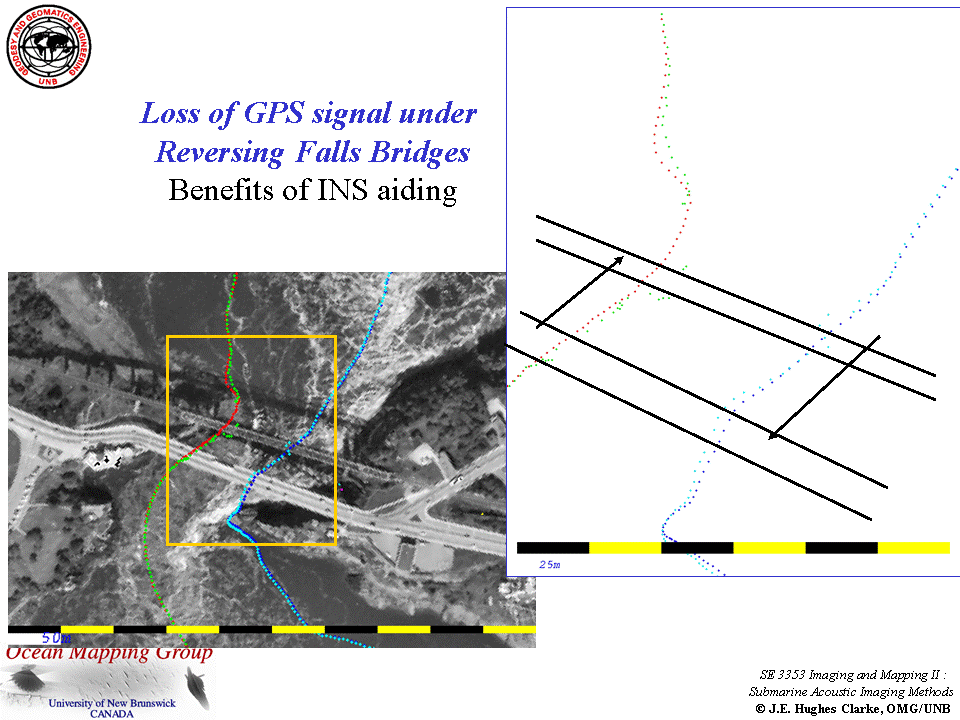 GEODESY AND GEOMATICS ENGINEERING
UNB
Loss of GPS signal under
Reversing Falls Bridges
Benefits of INS aiding
25m
50m
Ocean Mapping Group
University of New Brunswick
CANADA
SE 3353 Imaging and Mapping II :
Submarine Acoustic Imaging Methods
© J.E. Hughes Clarke, OMG/UNB